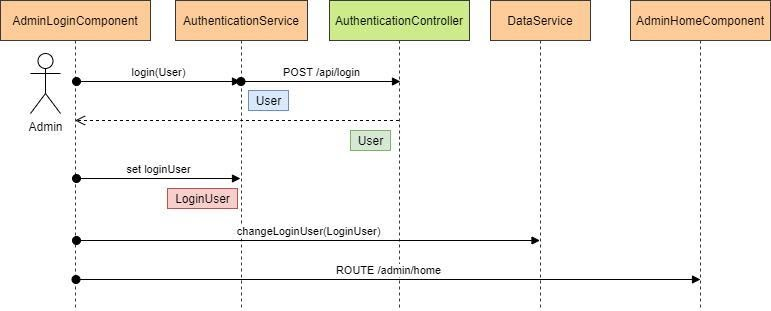 AdminLoginComponent
AuthenticationService
AuthenticationController
DataService
AdminHomeComponent
login(User)
POST /api/login
User
Admin
User
set loginUser
LoginUser
changeLoginUser(LoginUser)
ROUTE /admin/home